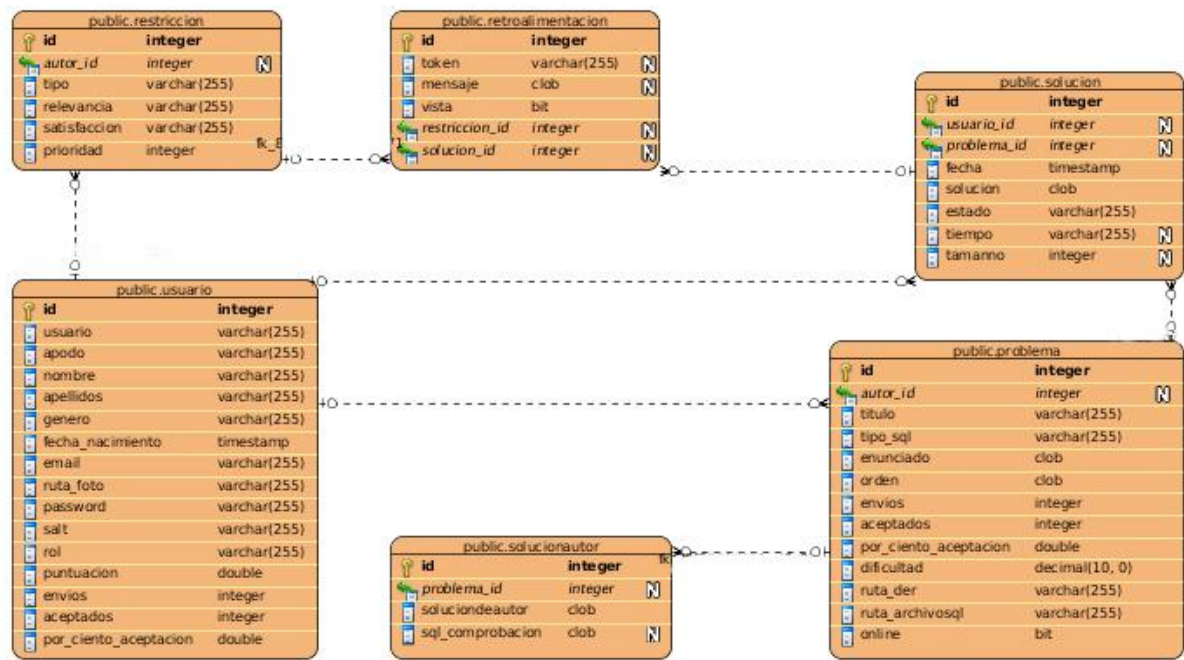 public.restriccion
id integer
autor_id integer N
tipo varchar(255)
relevancia varchar(255)
satisfaccion varchar(255)
prioridad integer
public.retroalimentacion
id integer
token varchar(255) N
mensaje clob N
vista bit
restriccion_id integer N
solucion_id integer N
public.solucion
id integer
usuario_id integer N
problema_id integer N
fecha timestamp
solucion clob
estado varchar(255)
tiempo varchar(255) N
tamanno integer N
public.usuario
id integer
usuario varchar(255)
apodo varchar(255)
nombre varchar(255)
apellidos varchar(255)
genero varchar(255)
fecha_nacimiento timestamp
email varchar(255)
ruta_foto varchar(255)
password varchar(255)
salt varchar(255)
rol varchar(255)
puntuacion double
envios integer
aceptados integer
por_ciento_aceptacion double
public.problema
id integer
autor_id integer N
titulo varchar(255)
tipo_sql varchar(255)
enunciado clob
orden clob
envios integer
aceptados integer
por_ciento_aceptacion double
dificultad decimal(10, 0)
ruta_der varchar(255)
ruta_archivosql varchar(255)
online bit
public.solucionautor
id integer
problema_id integer N
soluciondeautor clob
sql_comprobacion clob N